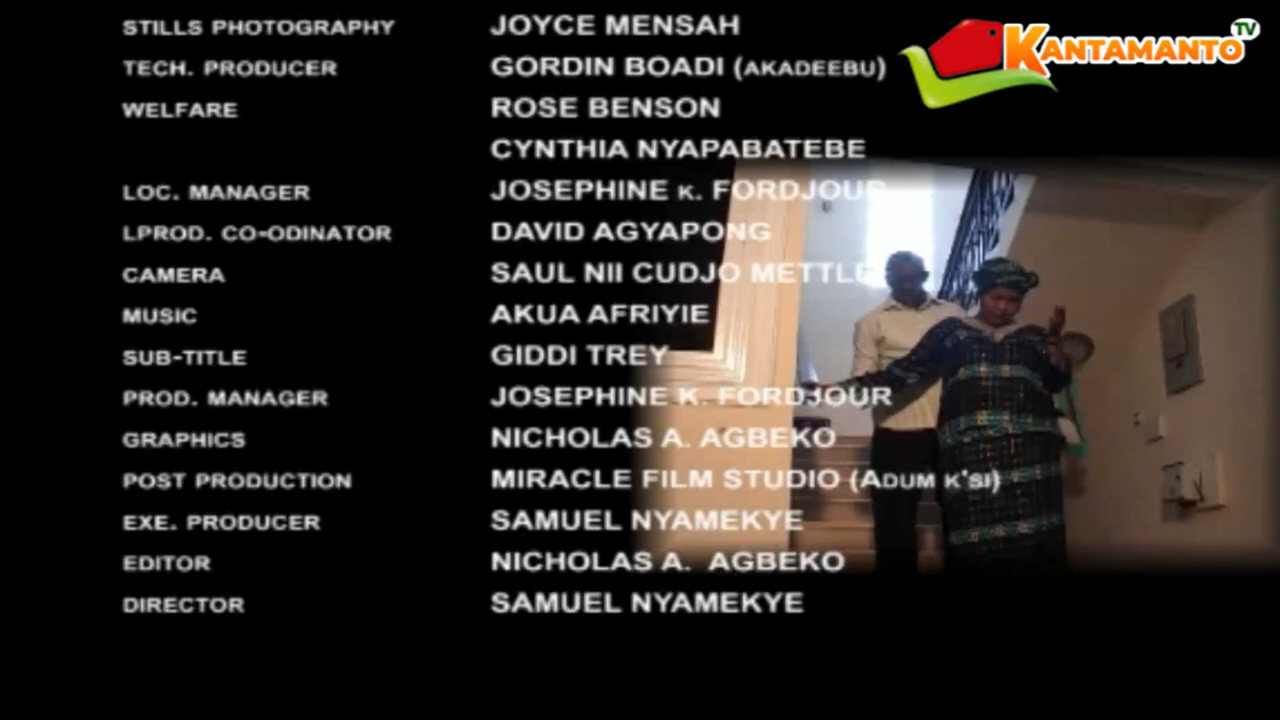 STILLS PHOTOGRAPHY JOYCE MENSAH
KANTAMANTO TV
TECH. PRODUCER GORDIN BOADI (AKADEEBU)
WELFARE ROSE BENSON
CYNTHIA NYAPABATEBE
LOC. MANAGER JOSEPHINE K. FORDJOUR
LPROD. CO-ODINATOR DAVID AGYAPONG
CAMERA SAUL NII CUDJO METTLE
MUSIC AKUA AFRIYIE
SUB-TITLE GIDDI TREY
PROD. MANAGER JOSEPHINE K. FORDJOUR
GRAPHICS NICHOLAS A. AGBEKO
POST PRODUCTION MIRACLE FILM STUDIO (ADUM K'SI)
EXE. PRODUCER SAMUEL NYAMEKYE
EDITOR NICHOLAS A. AGBEKO
DIRECTOR SAMUEL NYAMEKYE